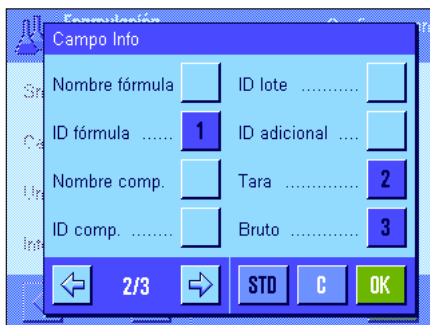 Formulación
Campo Info
Nombre fórmula
ID fórmula ...... 1
Nombre comp.
ID comp. .......
ID lote ...........
ID adicional ....
Tara ............. 2
Bruto ............ 3
2/3
STD
C
OK